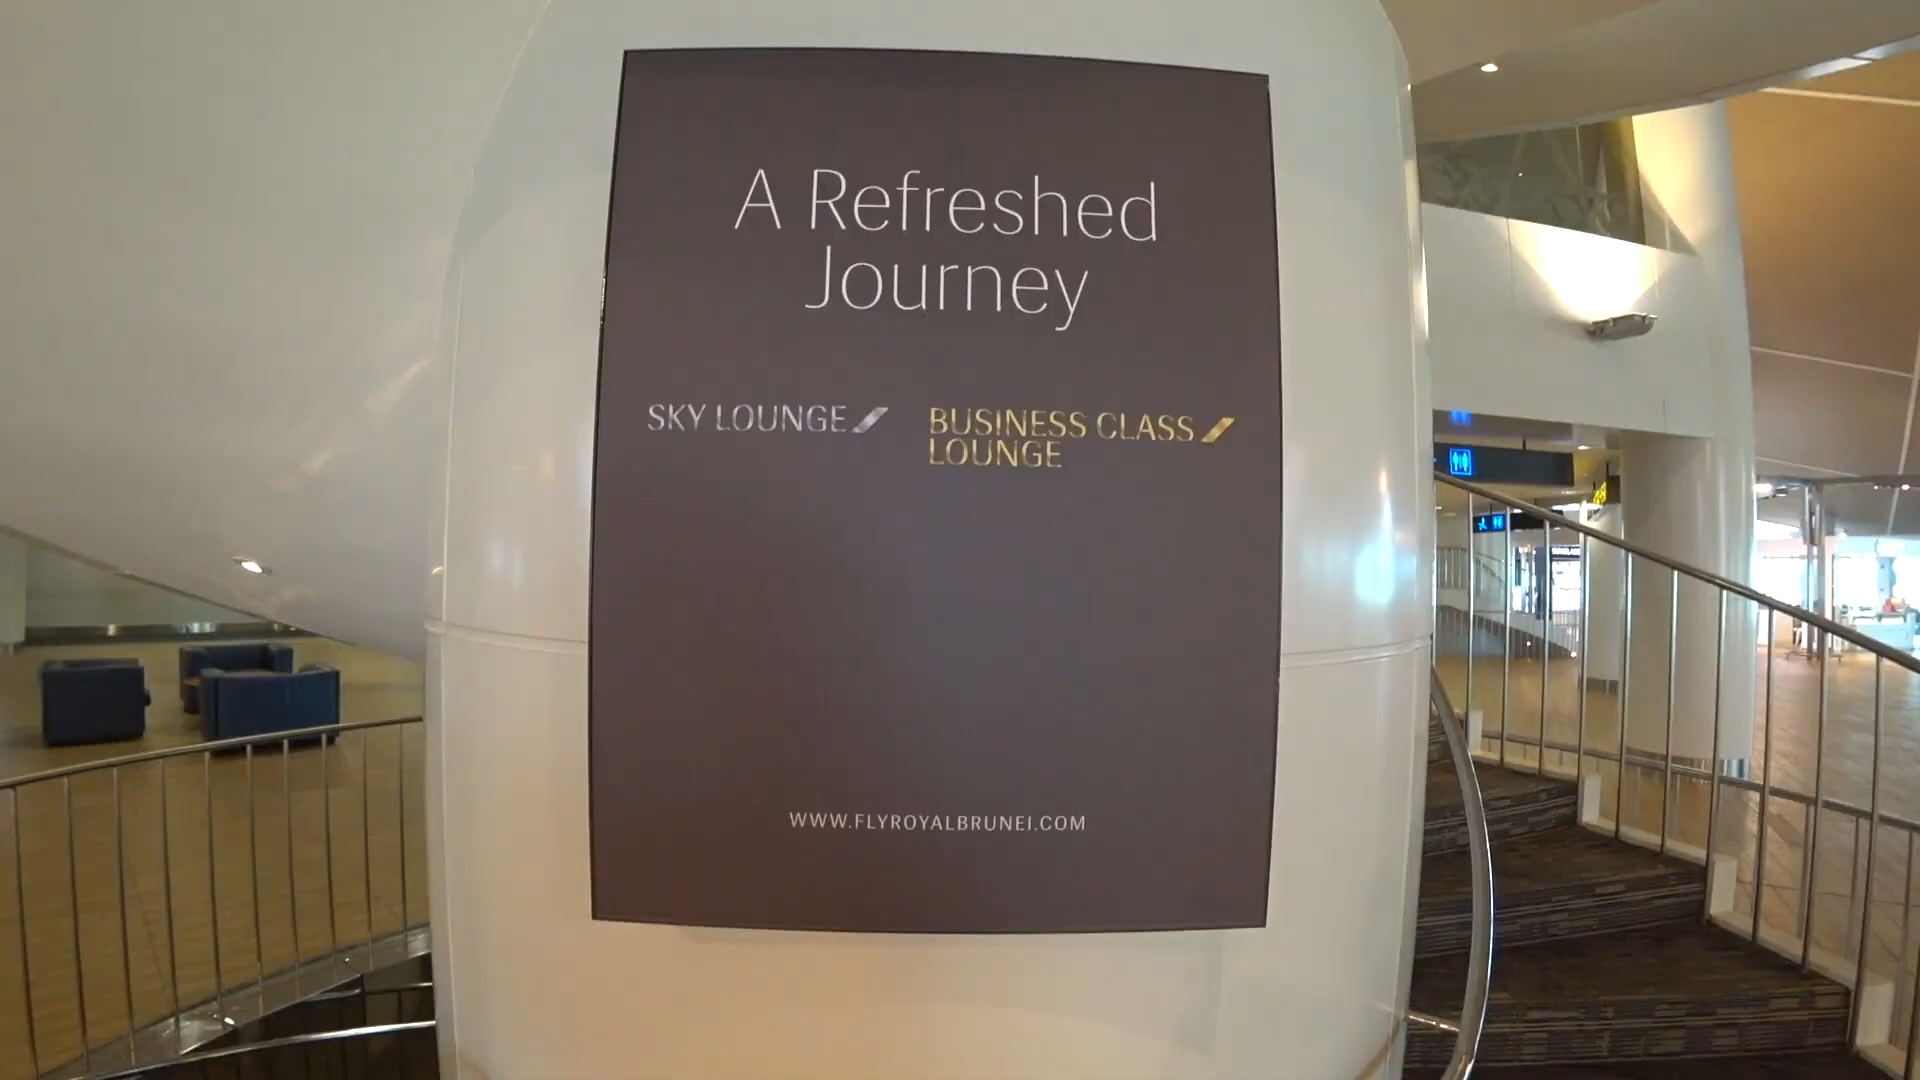 A Refreshed
Journey
SKY LOUNGE
BUSINESS CLASS
LOUNGE
WWW.FLYROYALBRUNEI.COM